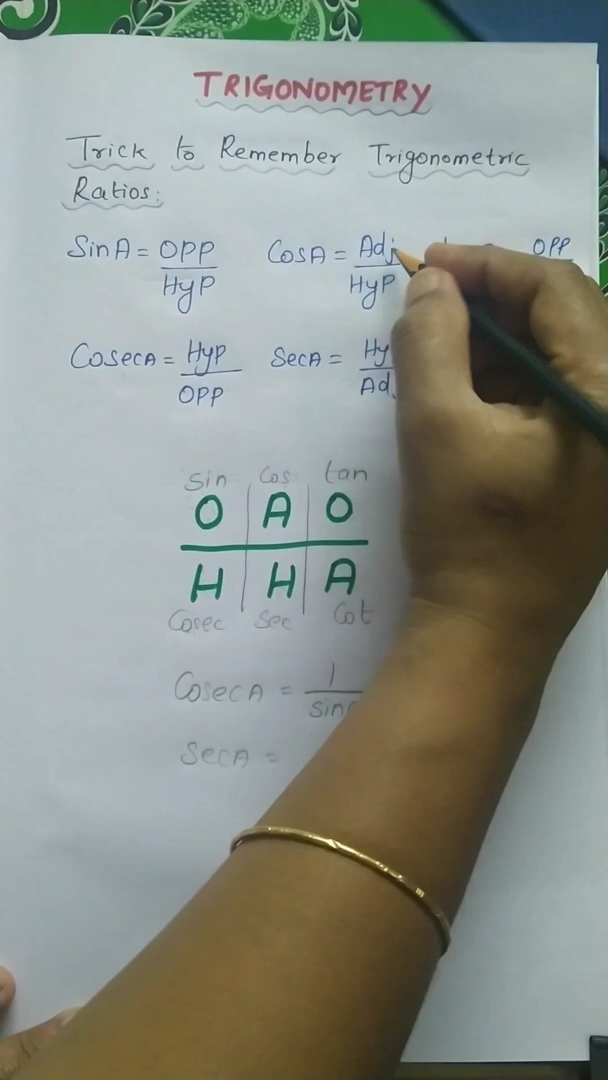 TRIGONOMETRY
Trick to Remember Trigonometric
Ratios:
SinA = OPP/HYP CosA = Adj/HYP OPP
CosecA = HYP/OPP SecA = Hy/Ad
Sin Cos tan
O A O
H H A
Cosec Sec Cot
CosecA = 1/sin
SecA =